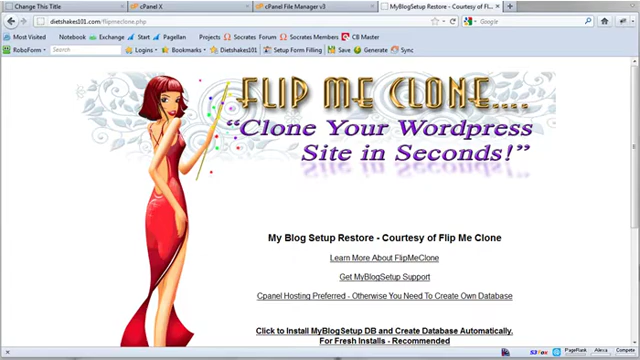 Change This Title
cPanel X
cPanel File Manager v3
MyBlogSetup Restore - Courtesy of Flip Me C...
dietshakes101.com/flipmeclone.php
Google
Most Visited
Notebook
Start
Pagellan
Projects
Socrates Forum
Socrates Members
CB Master
RoboForm
Search
Logins
Bookmarks
Dietshakes101
Setup Form Filling
Save
Generate
Sync
FLIP ME CLONE....
“Clone Your Wordpress
Site in Seconds!”
My Blog Setup Restore - Courtesy of Flip Me Clone
Learn More About FlipMeClone
Get MyBlogSetup Support
Cpanel Hosting Preferred - Otherwise You Need To Create Own Database
Click to Install MyBlogSetup DB and Create Database Automatically.
For Fresh Installs - Recommended
PageRank
Alexa
Compete